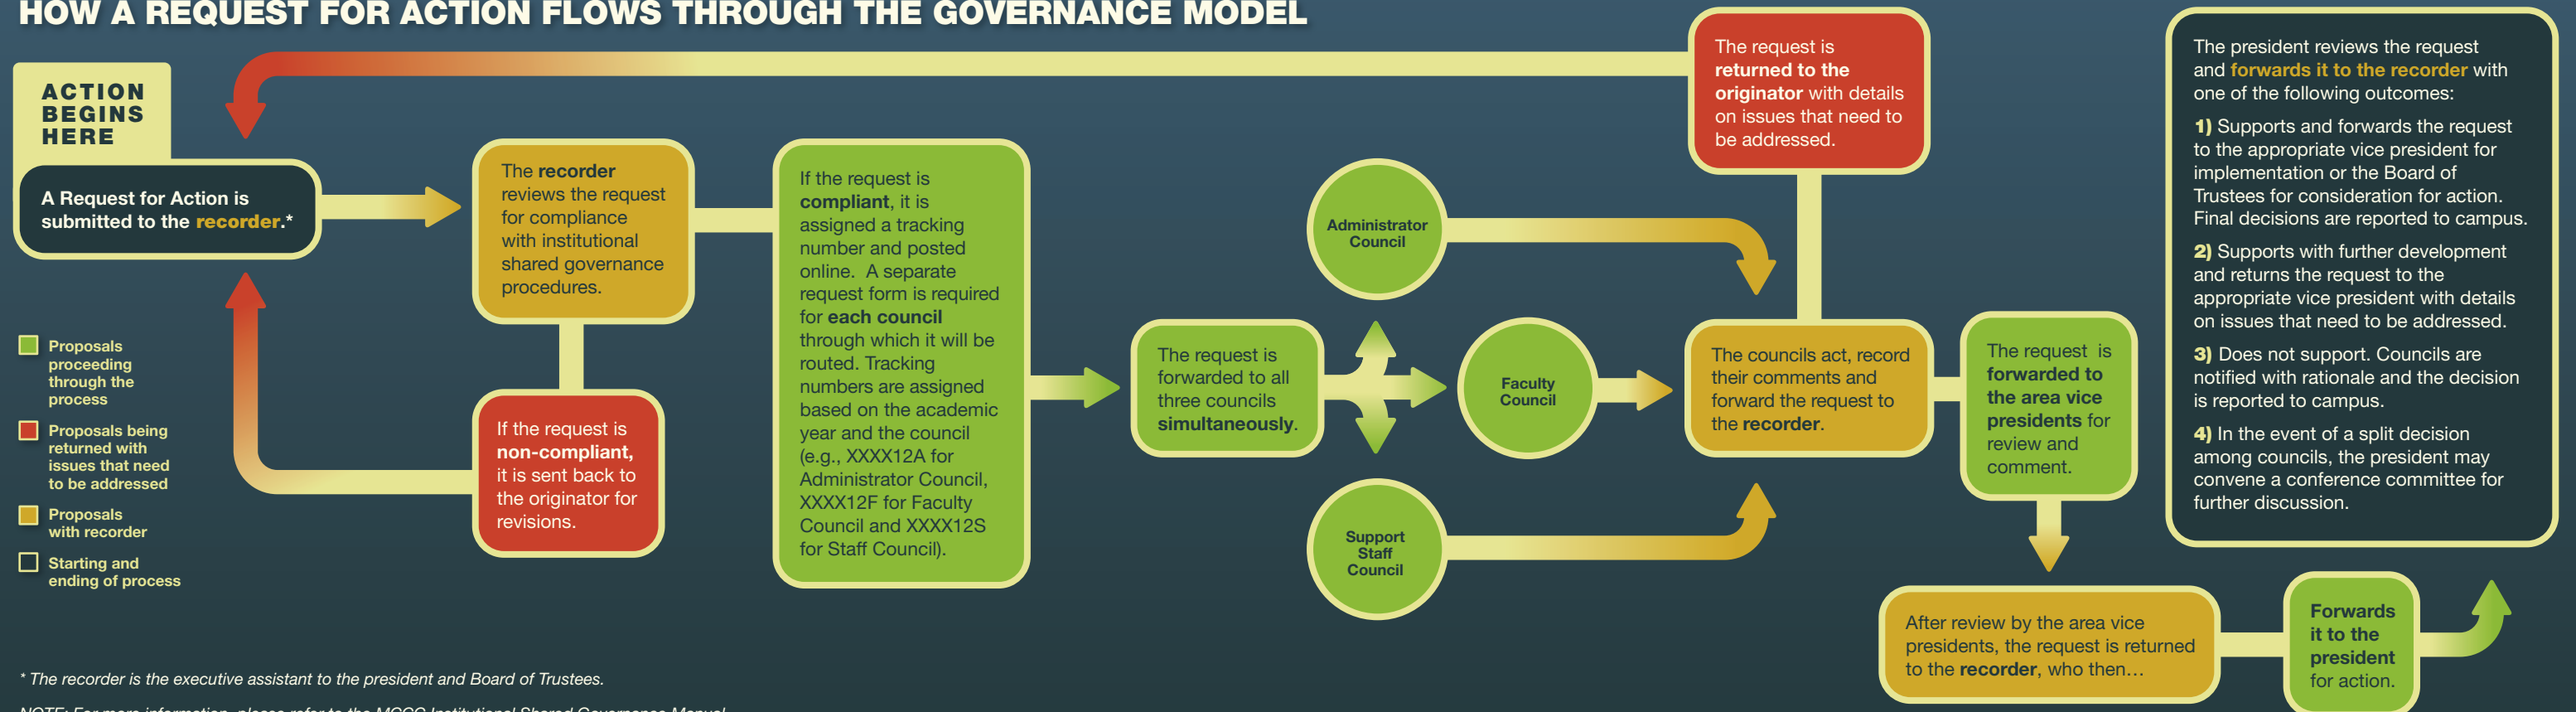 HOW A REQUEST FOR ACTION FLOWS THROUGH THE GOVERNANCE MODEL
ACTION
BEGINS
HERE
A Request for Action is
submitted to the recorder.*
The recorder
reviews the request
for compliance
with institutional
shared governance
procedures.
If the request is
non-compliant,
it is sent back to
the originator for
revisions.
If the request is
compliant, it is
assigned a tracking
number and posted
online.  A separate
request form is required
for each council
through which it will be
routed. Tracking
numbers are assigned
based on the academic
year and the council
(e.g., XXXX12A for
Administrator Council,
XXXX12F for Faculty
Council and XXXX12S
for Staff Council).
The request is
forwarded to all
three councils
simultaneously.
Administrator
Council
Faculty
Council
Support
Staff
Council
The councils act, record
their comments and
forward the request to
the recorder.
The request is
returned to the
originator with details
on issues that need to
be addressed.
The request  is
forwarded to
the area vice
presidents for
review and
comment.
After review by the area vice
presidents, the request is returned
to the recorder, who then…
Forwards
it to the
president
for action.
The president reviews the request
and forwards it to the recorder with
one of the following outcomes:
1) Supports and forwards the request
to the appropriate vice president for
implementation or the Board of
Trustees for consideration for action.
Final decisions are reported to campus.
2) Supports with further development
and returns the request to the
appropriate vice president with details
on issues that need to be addressed.
3) Does not support. Councils are
notified with rationale and the decision
is reported to campus.
4) In the event of a split decision
among councils, the president may
convene a conference committee for
further discussion.
Proposals
proceeding
through the
process
Proposals being
returned with
issues that need
to be addressed
Proposals
with recorder
Starting and
ending of process
* The recorder is the executive assistant to the president and Board of Trustees.
NOTE: For more information, please refer to the MCCC Institutional Shared Governance Manual